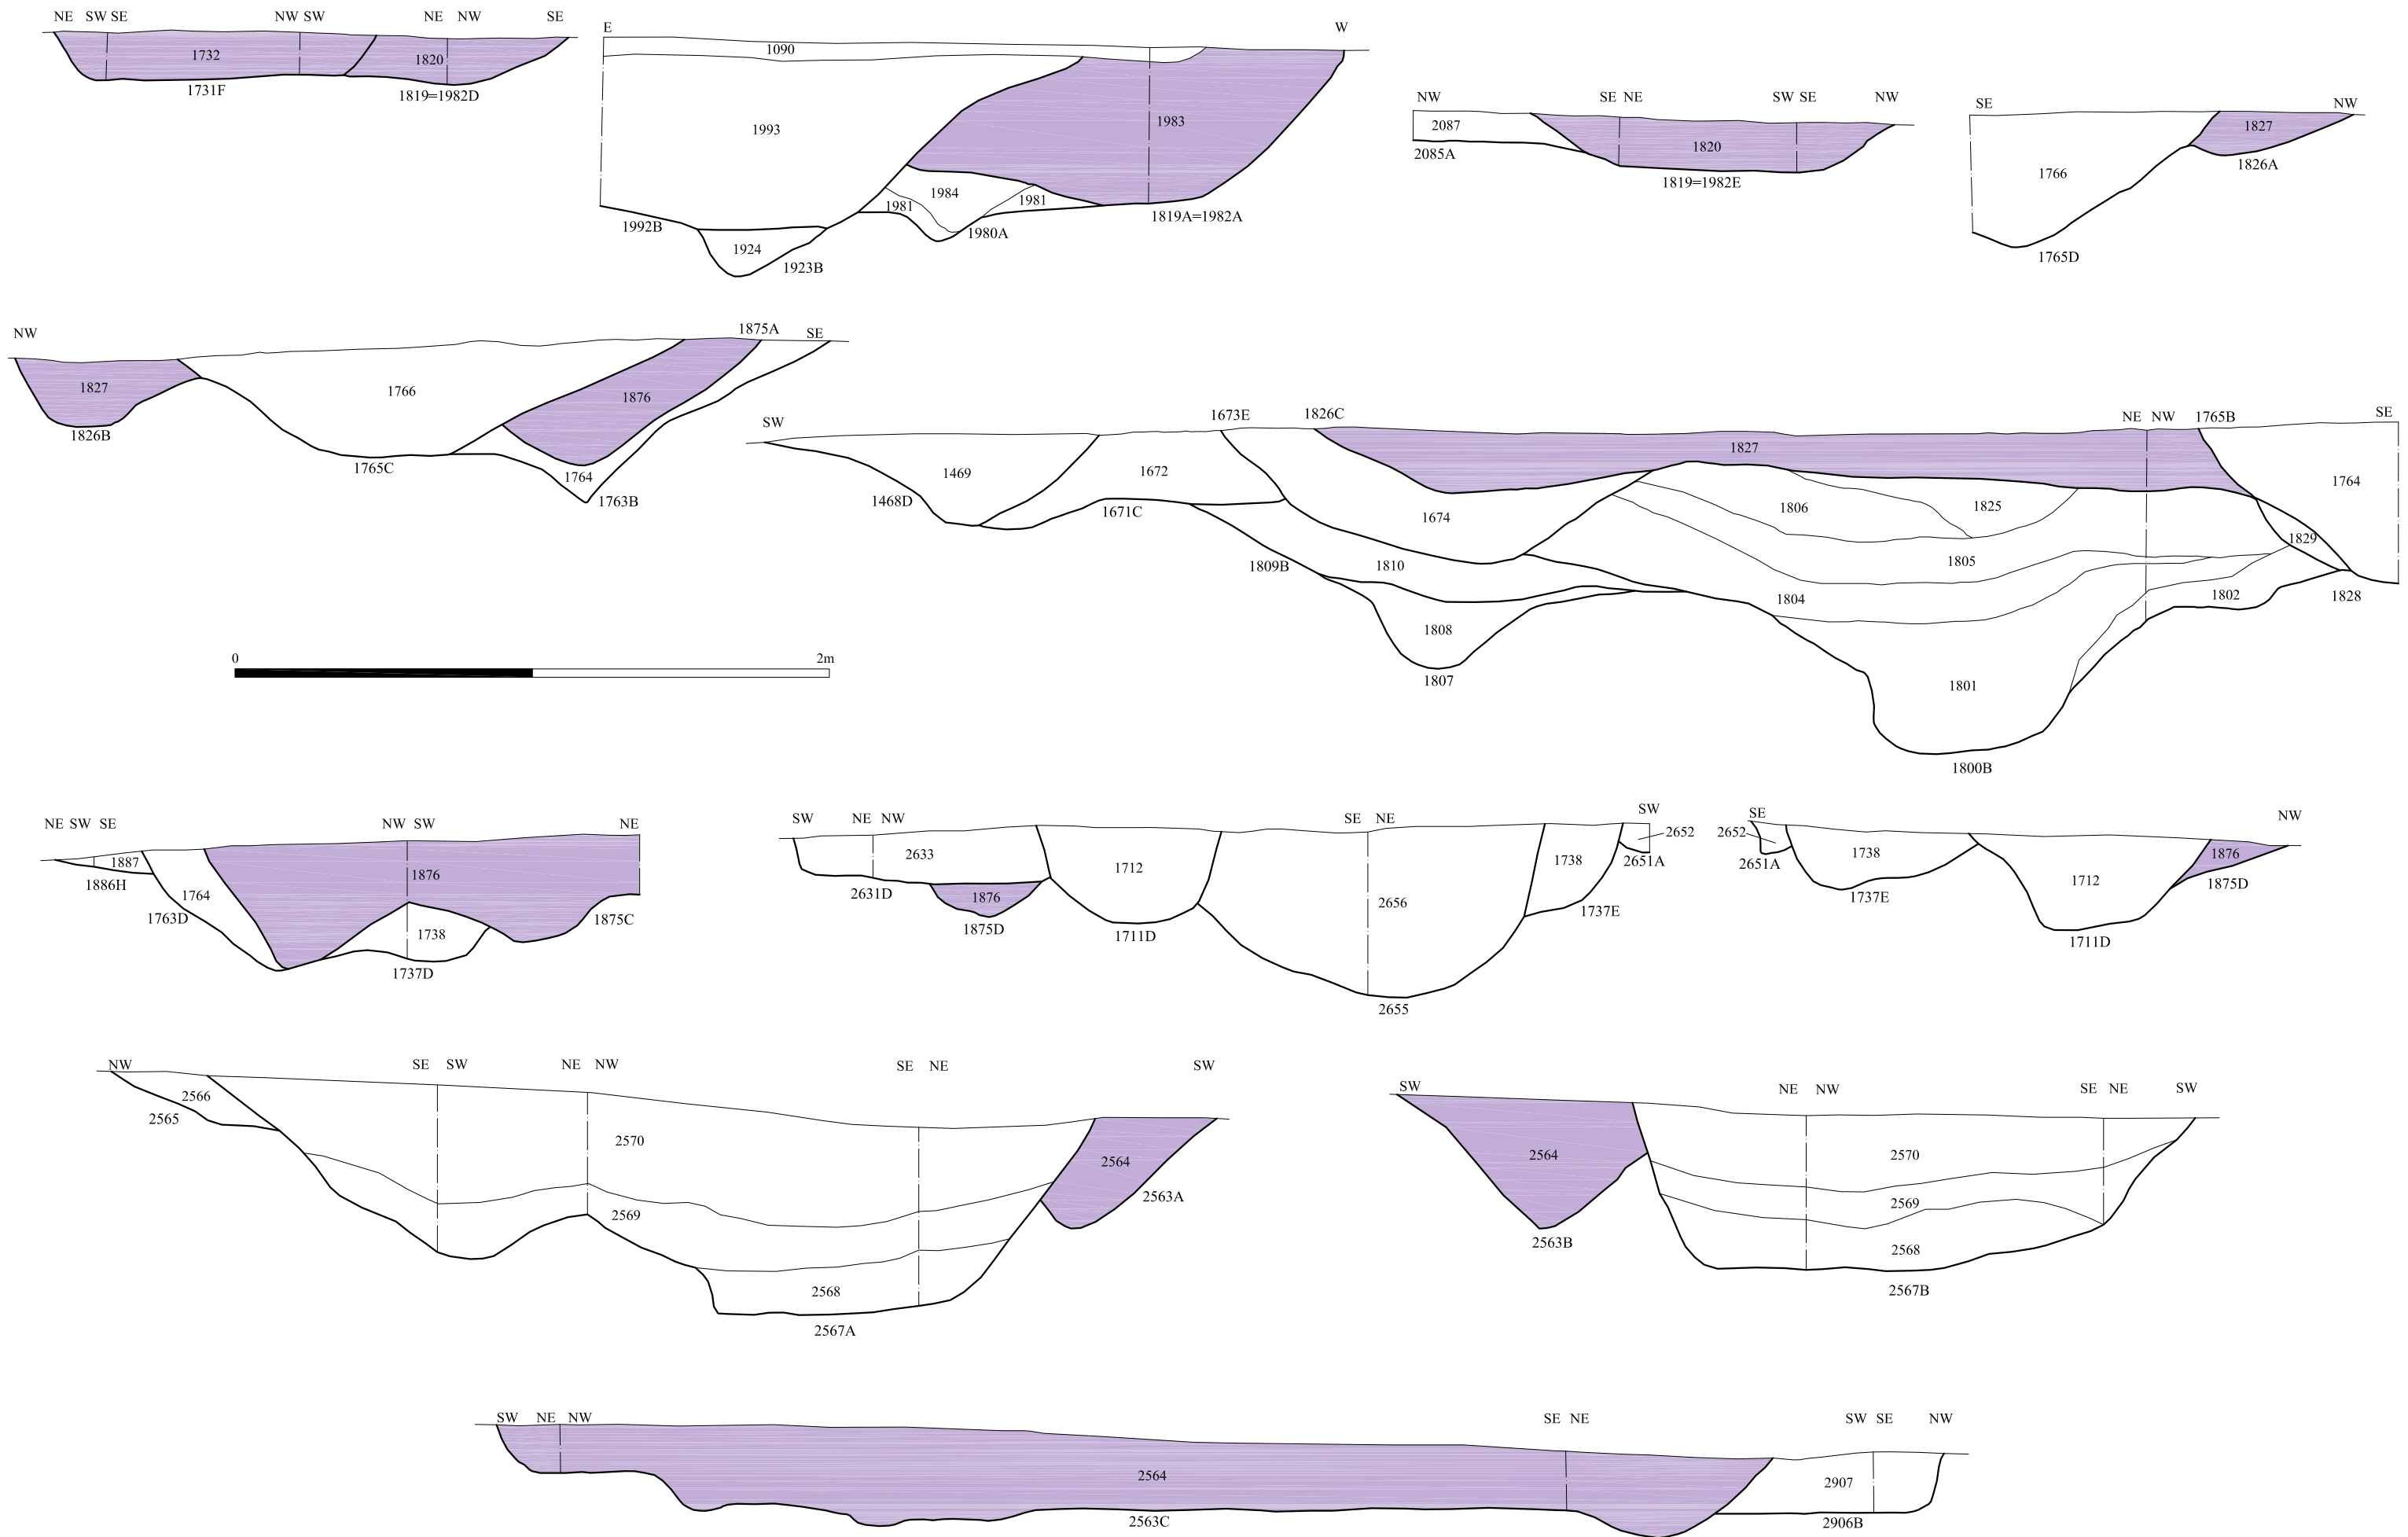 NE SW SE NW SW NE NW SE
1732 1820
1731F 1819=1982D
E W
1090
1993 1983
1984
1981 1981
1992B 1819A=1982A
1980A
1924
1923B
NW SE NE SW SE NW
2087 1820
2085A 1819=1982E
SE NW
1827
1826A
1766
1765D
NW 1875A SE
1827 1766 1876
1826B
1765C 1764
1763B
SW 1673E 1826C NE NW 1765B SE
1827
1469 1672 1764
1468D 1671C 1674 1806 1825
1829
1809B 1810 1805
1804 1802 1828
1808
1807 1801
1800B
0 2m
NE SW SE NW SW NE
1887 1876
1886H 1764
1763D 1875C
1738
1737D
SW NE NW SE NE SW
2633 1712 1738 2652
2651A
2631D 1876 2656 1737E
1875D 1711D
2655
SE NW
2652 1738 1876
2651A 1712 1875D
1737E
1711D
NW SE SW NE NW SE NE SW
2566
2565 2570 2564
2563A
2569
2568
2567A
SW NE NW SE NE SW
2564 2570
2569
2563B 2568
2567B
SW NE NW SE NE SW SE NW
2564 2907
2563C 2906B